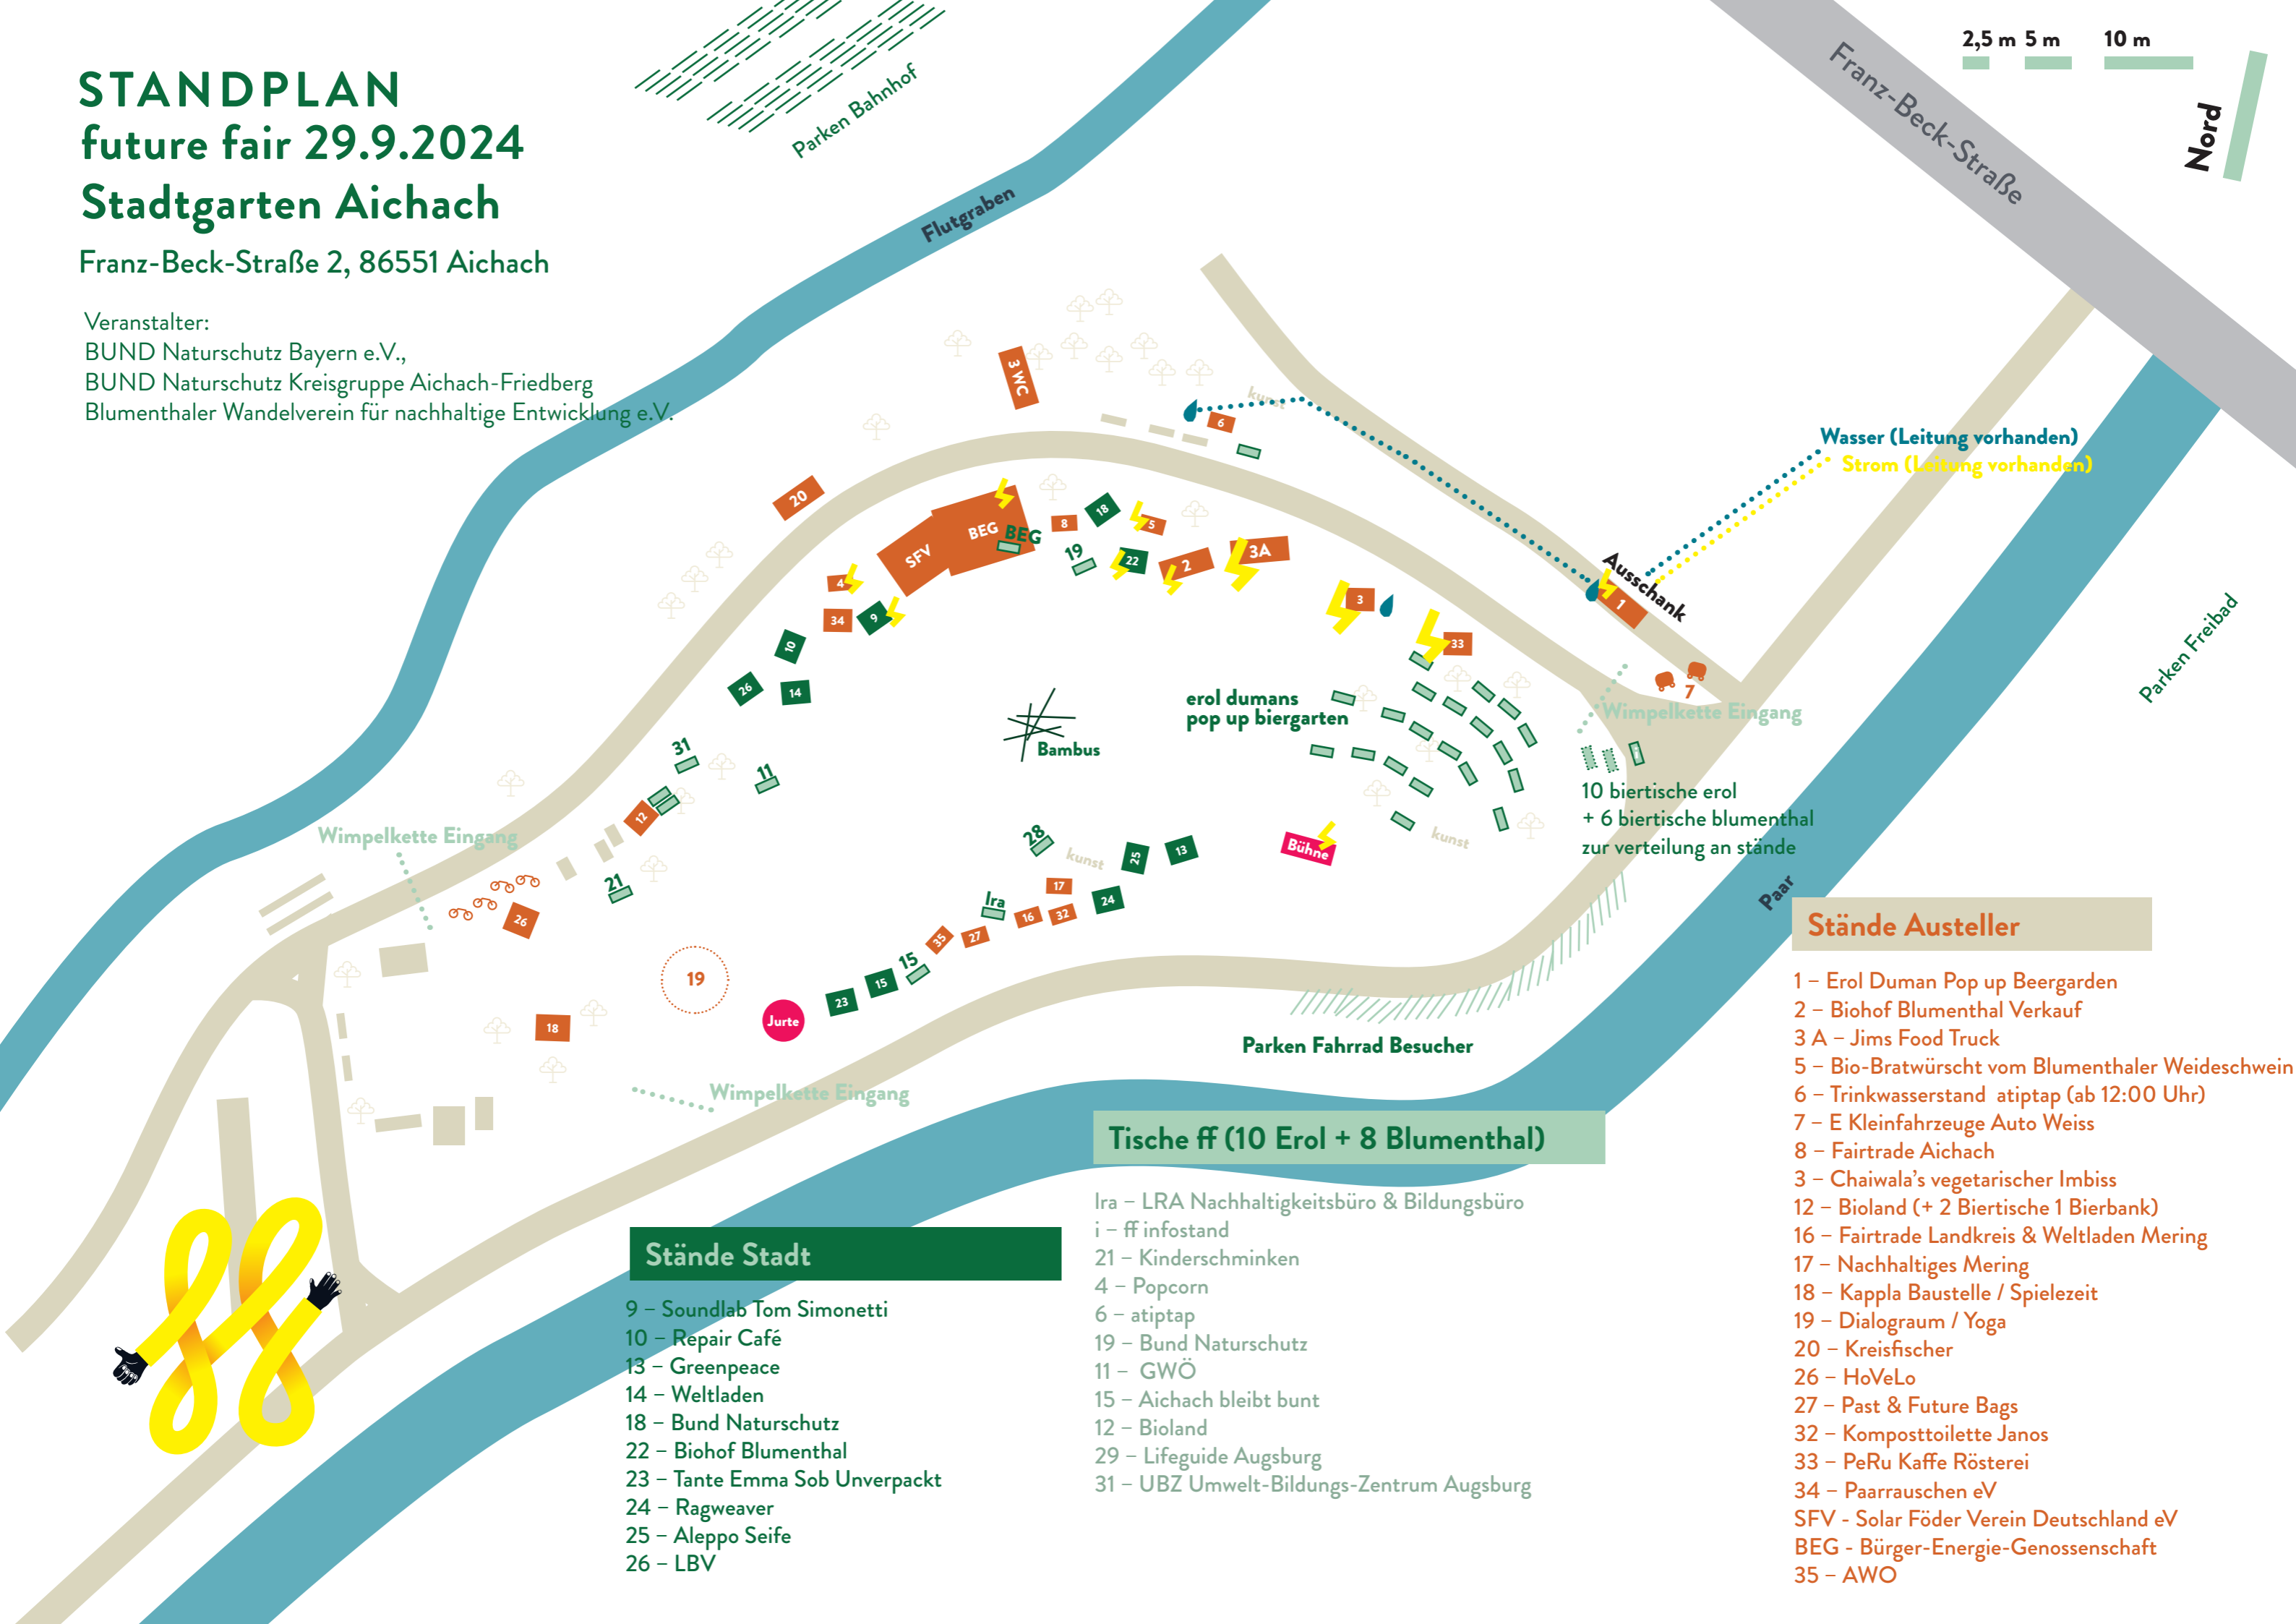 STANDPLAN
future fair 29.9.2024
Stadtgarten Aichach
Franz-Beck-Straße 2, 86551 Aichach
Veranstalter:
BUND Naturschutz Bayern e.V.,
BUND Naturschutz Kreisgruppe Aichach-Friedberg
Blumenthaler Wandelverein für nachhaltige Entwicklung e.V.
Parken Bahnhof
Flutgraben
Franz-Beck-Straße
2,5 m 5 m 10 m
Nord
3 WC
kunst
6
Wasser (Leitung vorhanden)
Strom (Leitung vorhanden)
20
SFV
BEG
BEG
8
18
5
19
22
2
3A
4
34
9
3
33
Ausschank
1
7
Wimpelkette Eingang
Parken Freibad
10
26
14
erol dumans
pop up biergarten
Bambus
31
11
12
10 biertische erol
+ 6 biertische blumenthal
zur verteilung an stände
Wimpelkette Eingang
21
26
28
kunst
25
13
Bühne
kunst
17
24
lra
16
32
35
27
15
15
23
Jurte
19
18
Paar
Parken Fahrrad Besucher
Wimpelkette Eingang
Stände Stadt
9 – Soundlab Tom Simonetti
10 – Repair Café
13 – Greenpeace
14 – Weltladen
18 – Bund Naturschutz
22 – Biohof Blumenthal
23 – Tante Emma Sob Unverpackt
24 – Ragweaver
25 – Aleppo Seife
26 – LBV
Tische ff (10 Erol + 8 Blumenthal)
lra – LRA Nachhaltigkeitsbüro & Bildungsbüro
i – ff infostand
21 – Kinderschminken
4 – Popcorn
6 – atiptap
19 – Bund Naturschutz
11 – GWÖ
15 – Aichach bleibt bunt
12 – Bioland
29 – Lifeguide Augsburg
31 – UBZ Umwelt-Bildungs-Zentrum Augsburg
Stände Austeller
1 – Erol Duman Pop up Beergarden
2 – Biohof Blumenthal Verkauf
3 A – Jims Food Truck
5 – Bio-Bratwürscht vom Blumenthaler Weideschwein
6 – Trinkwasserstand atiptap (ab 12:00 Uhr)
7 – E Kleinfahrzeuge Auto Weiss
8 – Fairtrade Aichach
3 – Chaiwala's vegetarischer Imbiss
12 – Bioland (+ 2 Biertische 1 Bierbank)
16 – Fairtrade Landkreis & Weltladen Mering
17 – Nachhaltiges Mering
18 – Kappla Baustelle / Spielezeit
19 – Dialograum / Yoga
20 – Kreisfischer
26 – HoVeLo
27 – Past & Future Bags
32 – Komposttoilette Janos
33 – PeRu Kaffe Rösterei
34 – Paarrauschen eV
SFV - Solar Föder Verein Deutschland eV
BEG - Bürger-Energie-Genossenschaft
35 – AWO